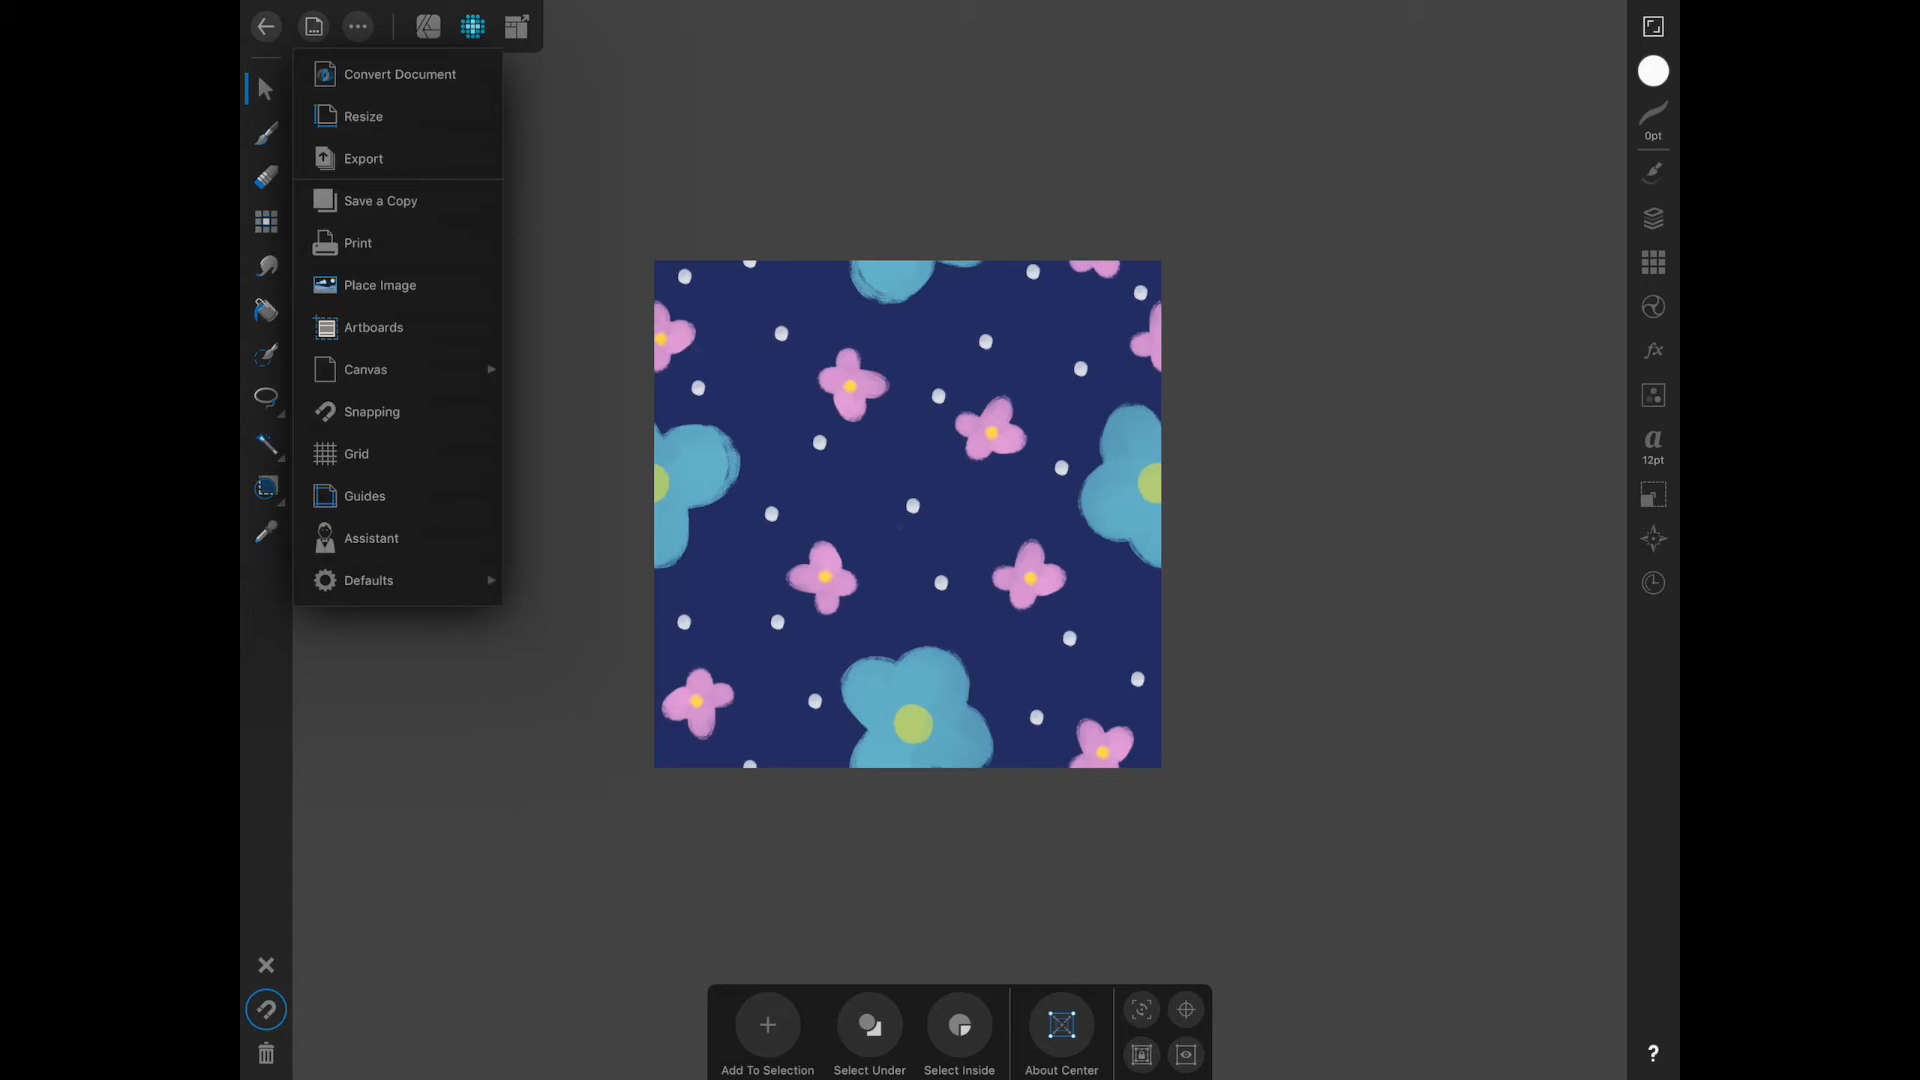 Convert Document
Resize
Export
Save a Copy
Print
Place Image
Artboards
Canvas
Snapping
Grid
Guides
Assistant
Defaults
0pt
fx
a
12pt
?
Add To Selection
Select Under
Select Inside
About Center